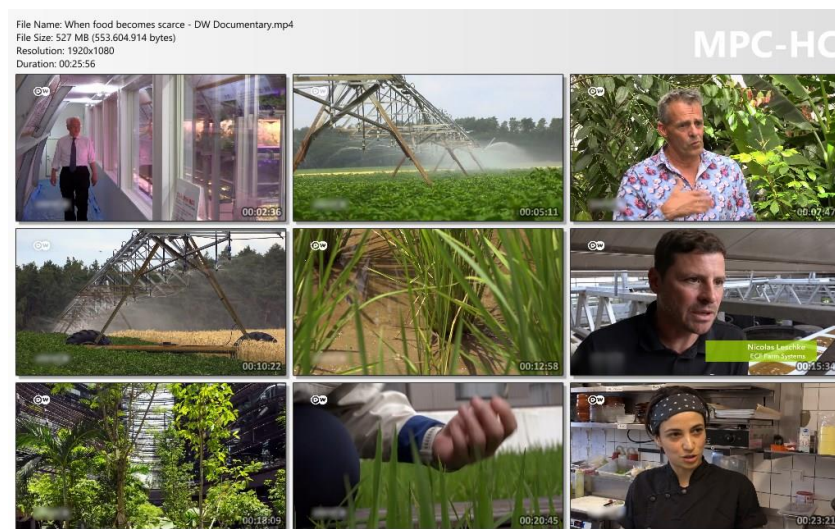 File Name: When food becomes scarce - DW Documentary.mp4
File Size: 527 MB (553.604.914 bytes)
Resolution: 1920x1080
Duration: 00:25:56
MPC-HC
DW
00:02:36
DW
00:05:11
DW
00:07:47
DW
00:10:22
DW
00:12:58
DW
Nicolas Leschke
ECF Farm Systems
00:15:34
DW
00:18:09
DW
00:20:45
DW
00:23:21